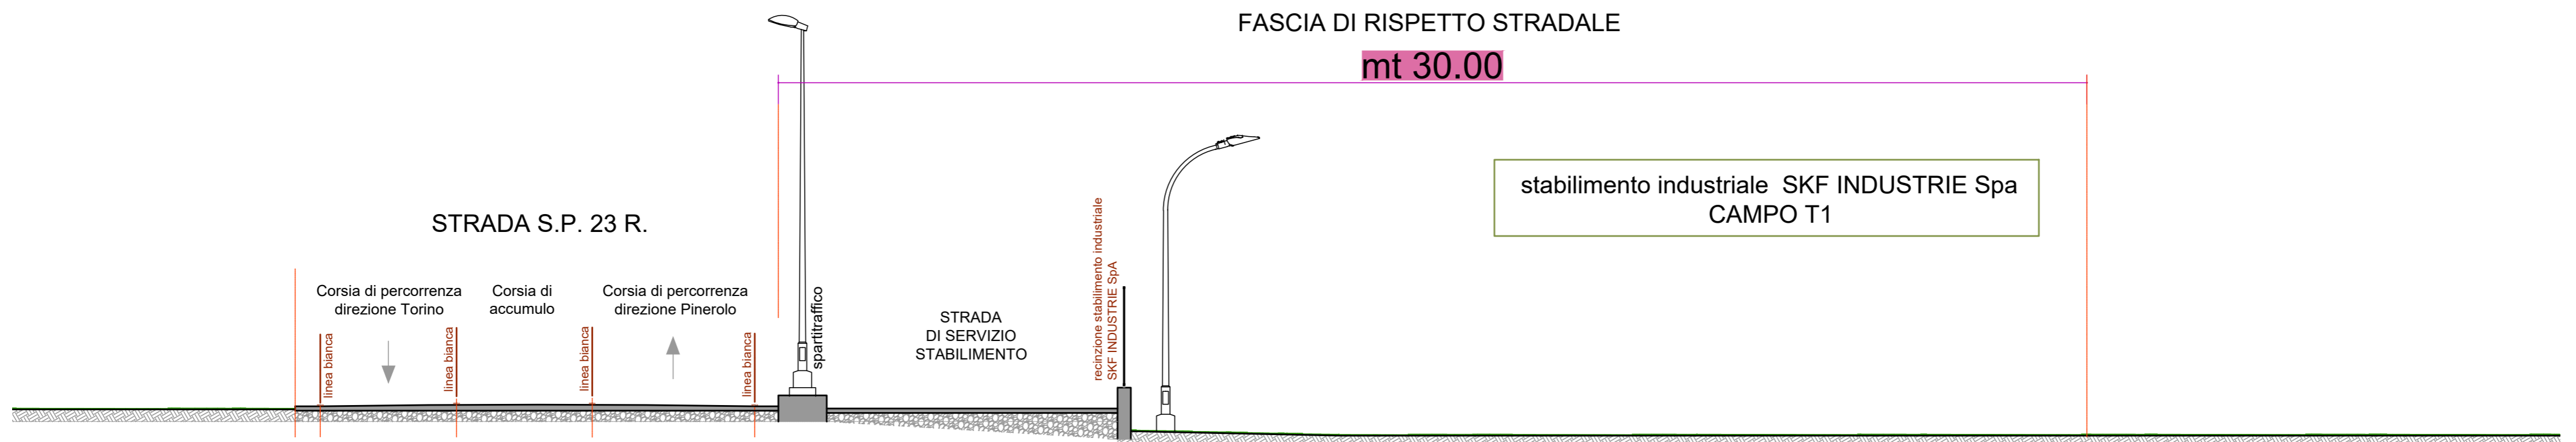 FASCIA DI RISPETTO STRADALE
mt 30.00
stabilimento industriale SKF INDUSTRIE Spa
CAMPO T1
STRADA S.P. 23 R.
Corsia di percorrenza
direzione Torino
Corsia di
accumulo
Corsia di percorrenza
direzione Pinerolo
linea bianca
linea bianca
linea bianca
linea bianca
spartitraffico
STRADA
DI SERVIZIO
STABILIMENTO
recinzione stabilimento industriale
SKF INDUSTRIE SpA